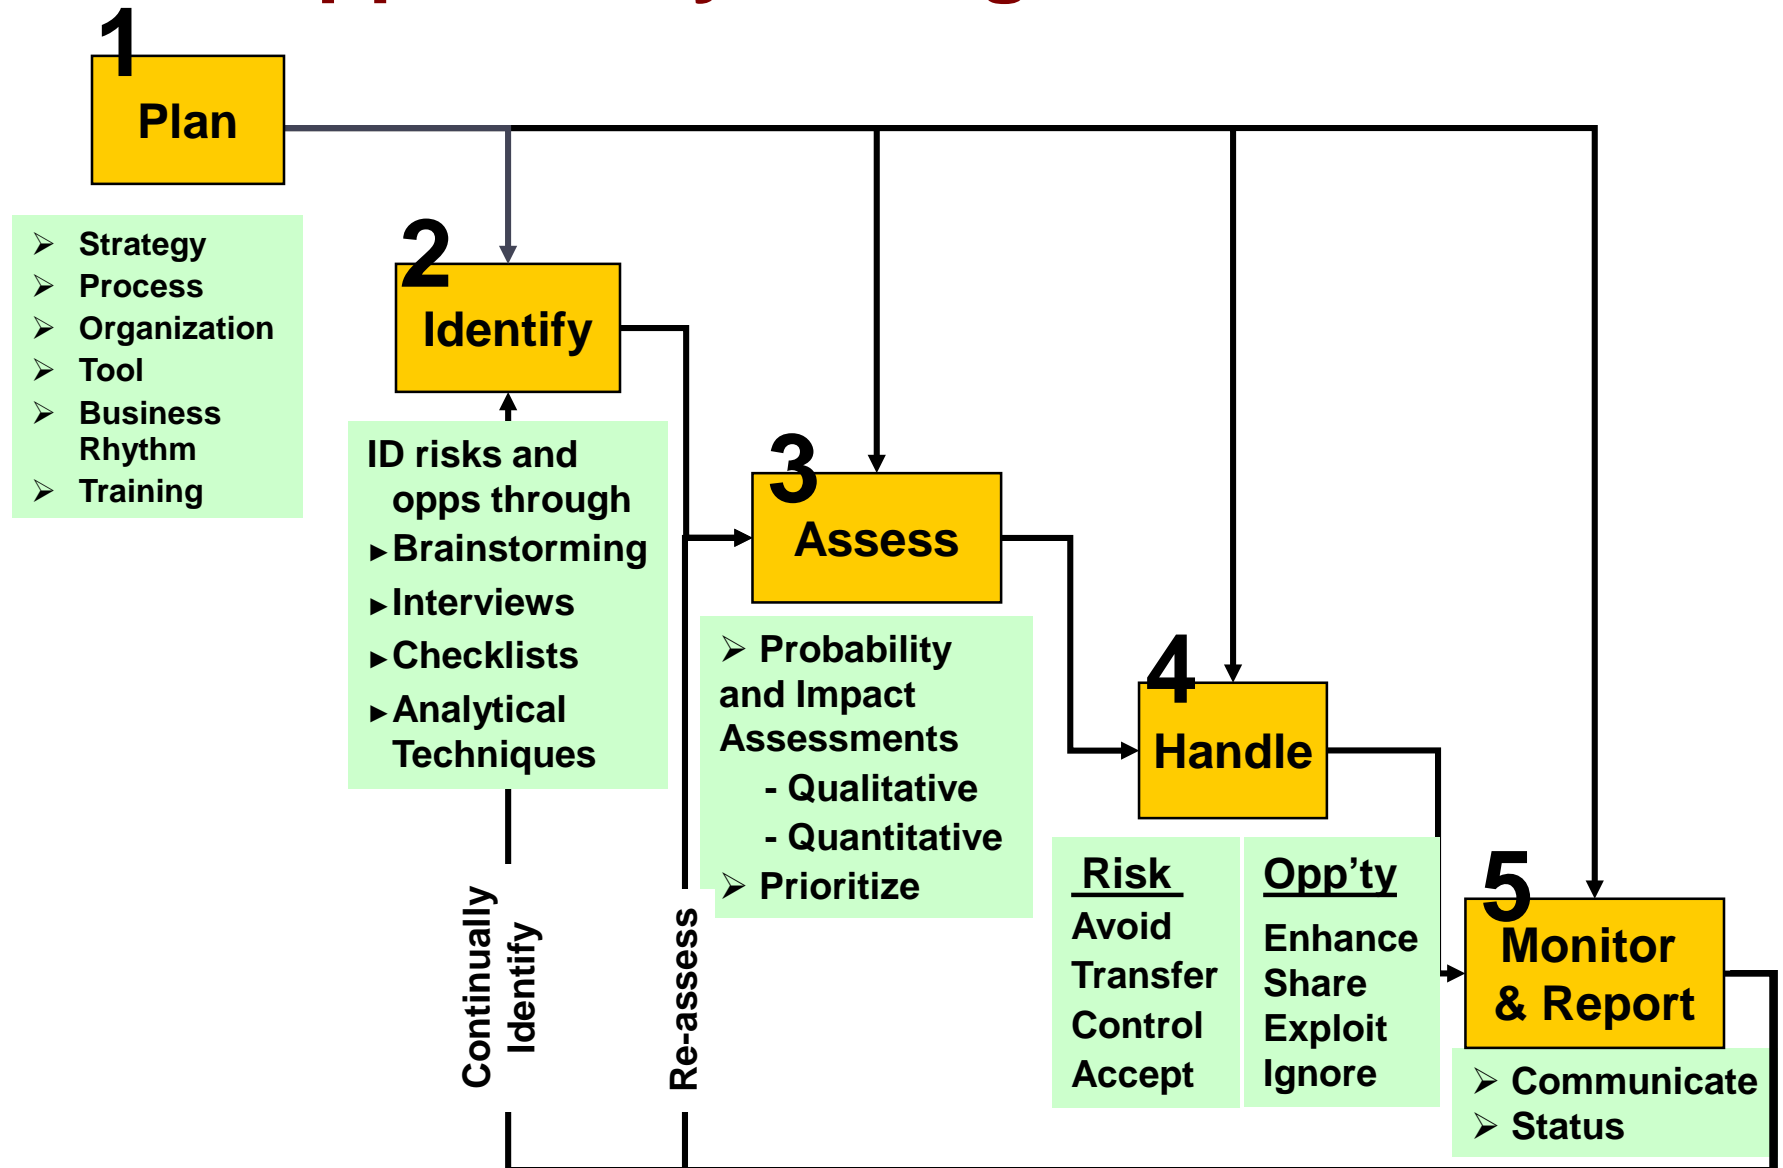 1
Plan
➢ Strategy
➢ Process
➢ Organization
➢ Tool
➢ Business
Rhythm
➢ Training
2
Identify
ID risks and
opps through
►Brainstorming
►Interviews
►Checklists
►Analytical
Techniques
Continually
Identify
Re-assess
3
Assess
➢ Probability
and Impact
Assessments
- Qualitative
- Quantitative
➢ Prioritize
4
Handle
Risk
Avoid
Transfer
Control
Accept
Opp’ty
Enhance
Share
Exploit
Ignore
5
Monitor
& Report
➢ Communicate
➢ Status